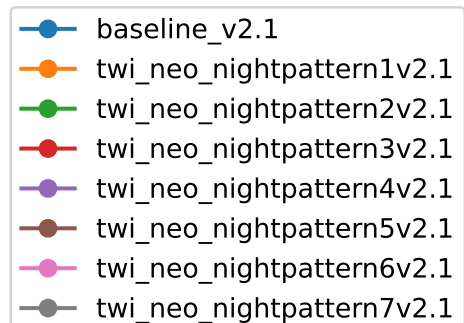 baseline_v2.1
twi_neo_nightpattern1v2.1
twi_neo_nightpattern2v2.1
twi_neo_nightpattern3v2.1
twi_neo_nightpattern4v2.1
twi_neo_nightpattern5v2.1
twi_neo_nightpattern6v2.1
twi_neo_nightpattern7v2.1